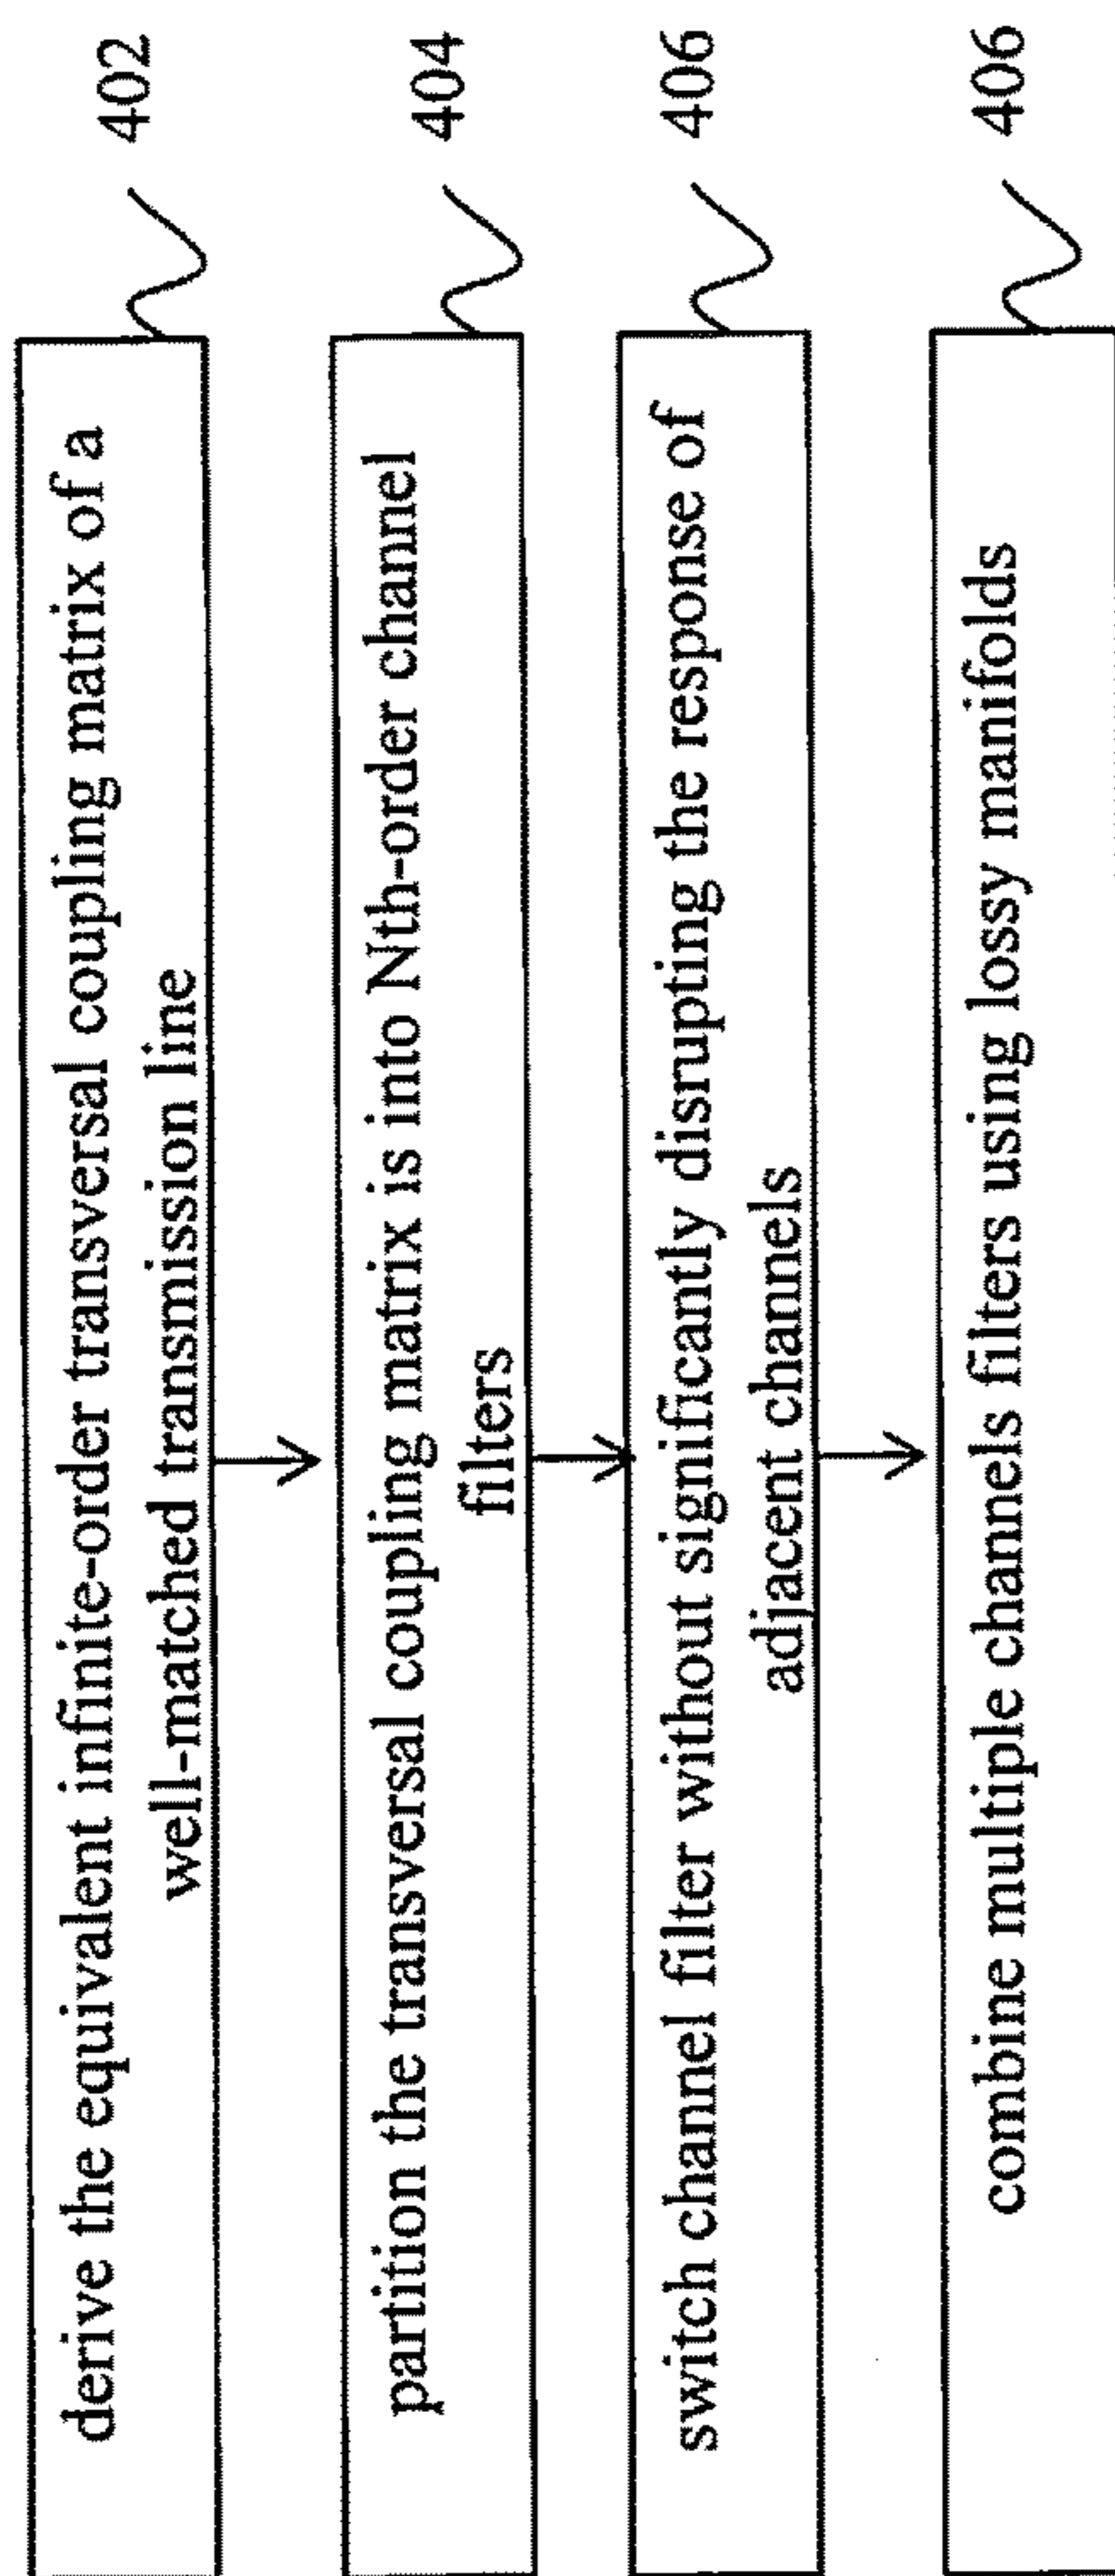 derive the equivalent infinite-order transversal coupling matrix of a
well-matched transmission line
402
partition the transversal coupling matrix is into Nth-order channel
filters
404
switch channel filter without significantly disrupting the response of
adjacent channels
406
combine multiple channels filters using lossy manifolds
406